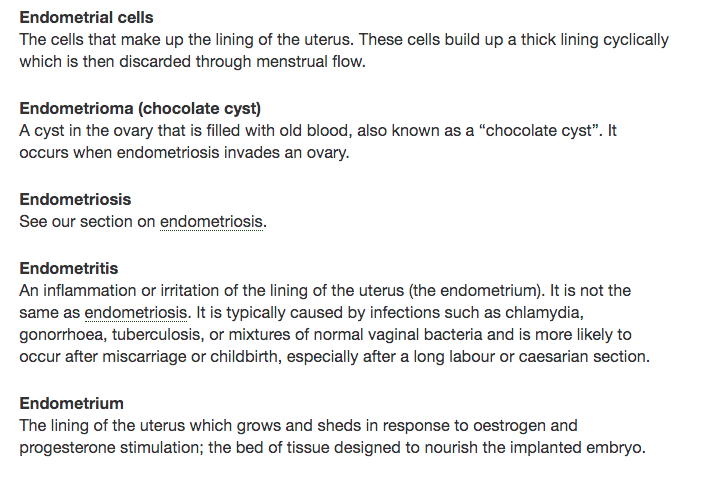 Endometrial cells
The cells that make up the lining of the uterus. These cells build up a thick lining cyclically
which is then discarded through menstrual flow.
Endometrioma (chocolate cyst)
A cyst in the ovary that is filled with old blood, also known as a “chocolate cyst”. It
occurs when endometriosis invades an ovary.
Endometriosis
See our section on endometriosis.
Endometritis
An inflammation or irritation of the lining of the uterus (the endometrium). It is not the
same as endometriosis. It is typically caused by infections such as chlamydia,
gonorrhoea, tuberculosis, or mixtures of normal vaginal bacteria and is more likely to
occur after miscarriage or childbirth, especially after a long labour or caesarian section.
Endometrium
The lining of the uterus which grows and sheds in response to oestrogen and
progesterone stimulation; the bed of tissue designed to nourish the implanted embryo.